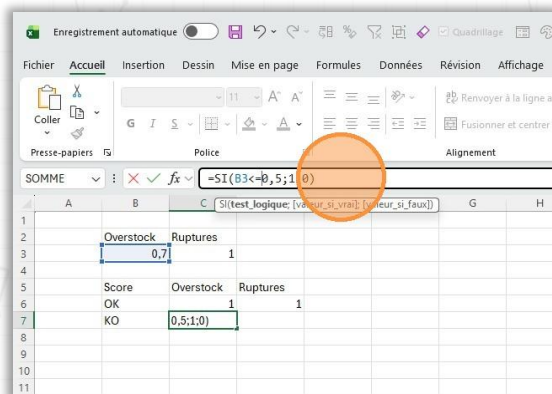 Enregistrement automatique Quadrillage
Fichier Accueil Insertion Dessin Mise en page Formules Données Révision Affichage
Coller 11 A^ Aˇ ab Renvoyer à la ligne a
G I S A Fusionner et centrer
Presse-papiers Police Alignement
SOMME fx =SI(B3<=0,5;1;0)
SI(test_logique; [valeur_si_vrai]; [valeur_si_faux])
A B C G H
1
2 Overstock Ruptures
3 0,7 1
4
5 Score Overstock Ruptures
6 OK 1 1
7 KO 0,5;1;0)
8
9
10
11